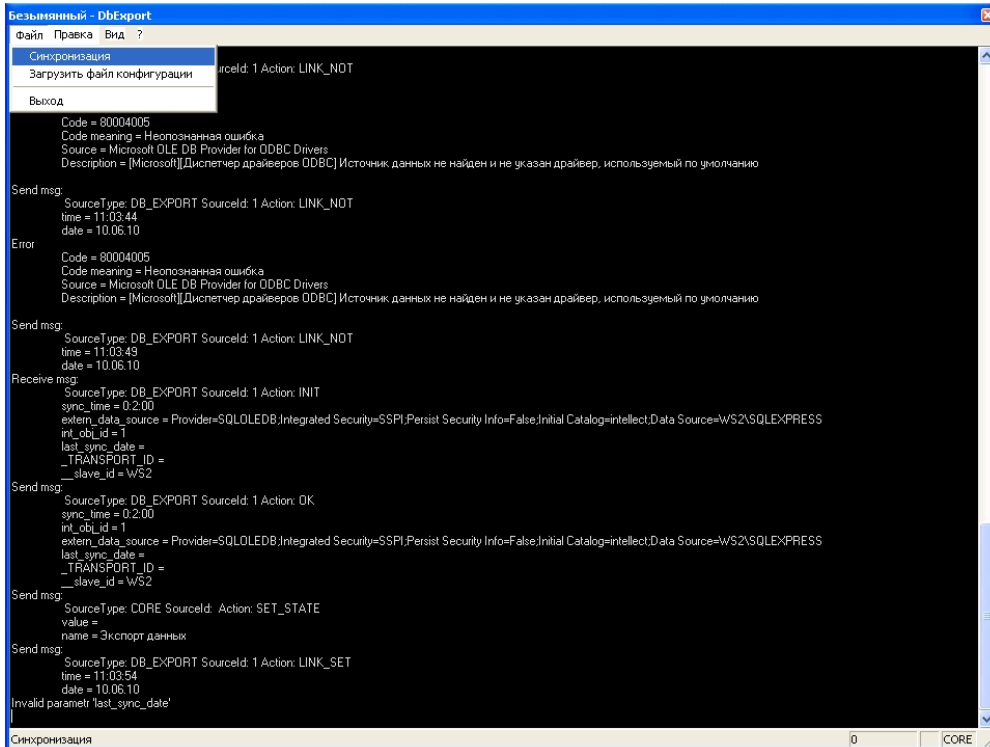 Безымянный - DbExport
Файл Правка Вид ?
Синхронизация
Загрузить файл конфигурации
Выход
urceId: 1 Action: LINK_NOT
Code = 80004005
Code meaning = Неопознанная ошибка
Source = Microsoft OLE DB Provider for ODBC Drivers
Description = [Microsoft][Диспетчер драйверов ODBC] Источник данных не найден и не указан драйвер, используемый по умолчанию
Send msg:
SourceType: DB_EXPORT SourceId: 1 Action: LINK_NOT
time = 11:03:44
date = 10.06.10
Error
Code = 80004005
Code meaning = Неопознанная ошибка
Source = Microsoft OLE DB Provider for ODBC Drivers
Description = [Microsoft][Диспетчер драйверов ODBC] Источник данных не найден и не указан драйвер, используемый по умолчанию
Send msg:
SourceType: DB_EXPORT SourceId: 1 Action: LINK_NOT
time = 11:03:49
date = 10.06.10
Receive msg:
SourceType: DB_EXPORT SourceId: 1 Action: INIT
sync_time = 0:2:00
extern_data_source = Provider=SQLOLEDB;Integrated Security=SSPI;Persist Security Info=False;Initial Catalog=intellect;Data Source=WS2\SQLEXPRESS
int_obj_id = 1
last_sync_date =
_TRANSPORT_ID =
__slave_id = WS2
Send msg:
SourceType: DB_EXPORT SourceId: 1 Action: OK
sync_time = 0:2:00
int_obj_id = 1
extern_data_source = Provider=SQLOLEDB;Integrated Security=SSPI;Persist Security Info=False;Initial Catalog=intellect;Data Source=WS2\SQLEXPRESS
last_sync_date =
_TRANSPORT_ID =
__slave_id = WS2
Send msg:
SourceType: CORE SourceId: Action: SET_STATE
value =
name = Экспорт данных
Send msg:
SourceType: DB_EXPORT SourceId: 1 Action: LINK_SET
time = 11:03:54
date = 10.06.10
Invalid parametr 'last_sync_date'
Синхронизация 0 CORE